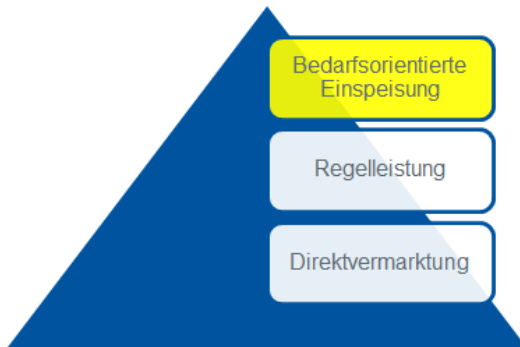 Bedarfsorientierte
Einspeisung
Regelleistung
Direktvermarktung